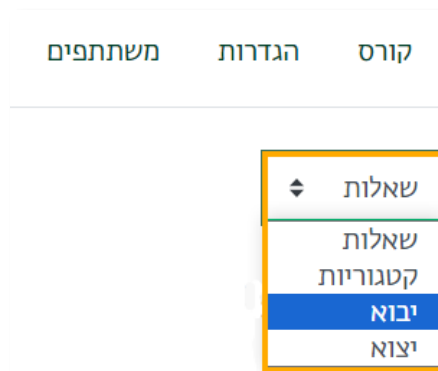 קורס הגדרות משתתפים
שאלות
שאלות
קטגוריות
יבוא
יצוא